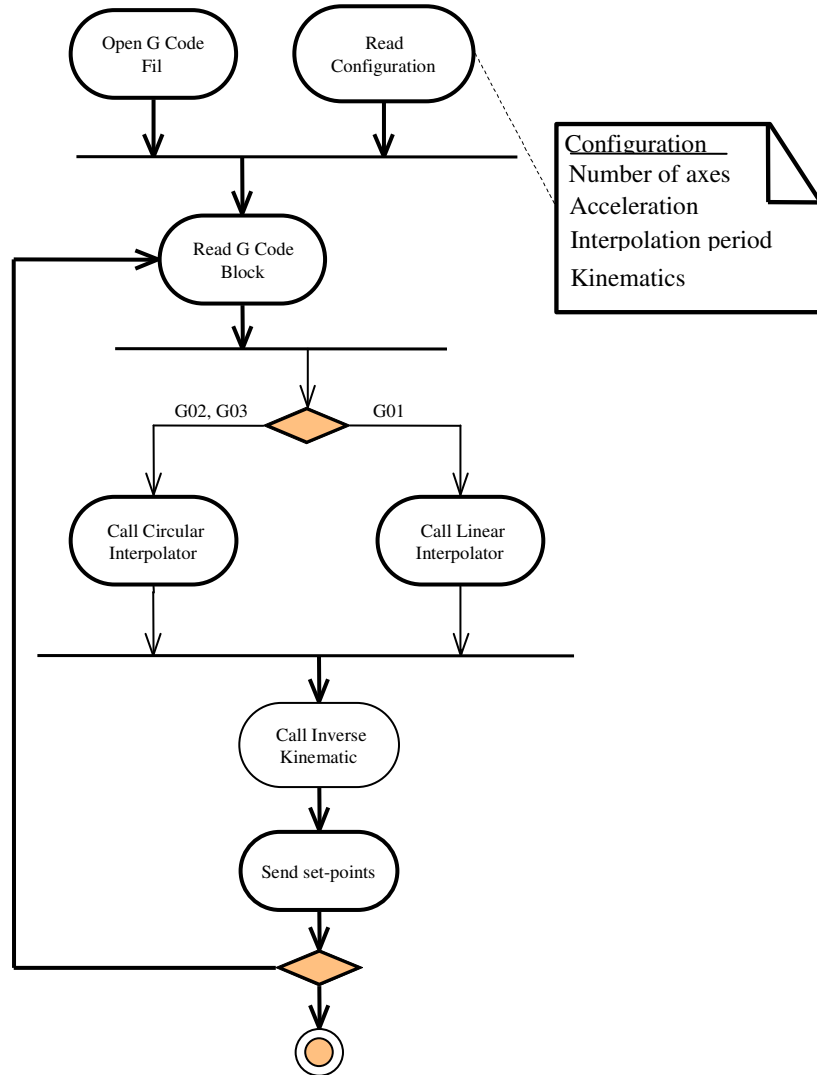 Open G Code
Fil
Read
Configuration
Configuration
Number of axes
Acceleration
Interpolation period
Kinematics
Read G Code
Block
G02, G03
G01
Call Circular
Interpolator
Call Linear
Interpolator
Call Inverse
Kinematic
Send set-points